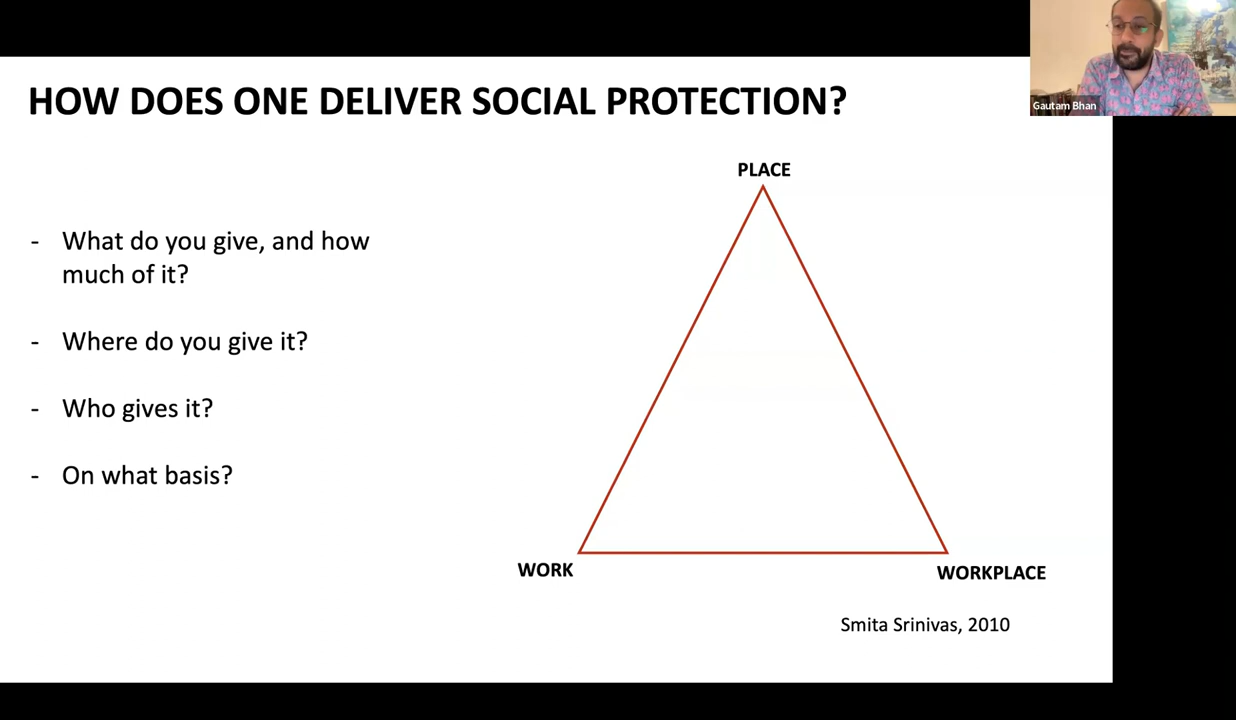 Gautam Bhan
HOW DOES ONE DELIVER SOCIAL PROTECTION?
- What do you give, and how
much of it?
- Where do you give it?
- Who gives it?
- On what basis?
PLACE
WORK
WORKPLACE
Smita Srinivas, 2010